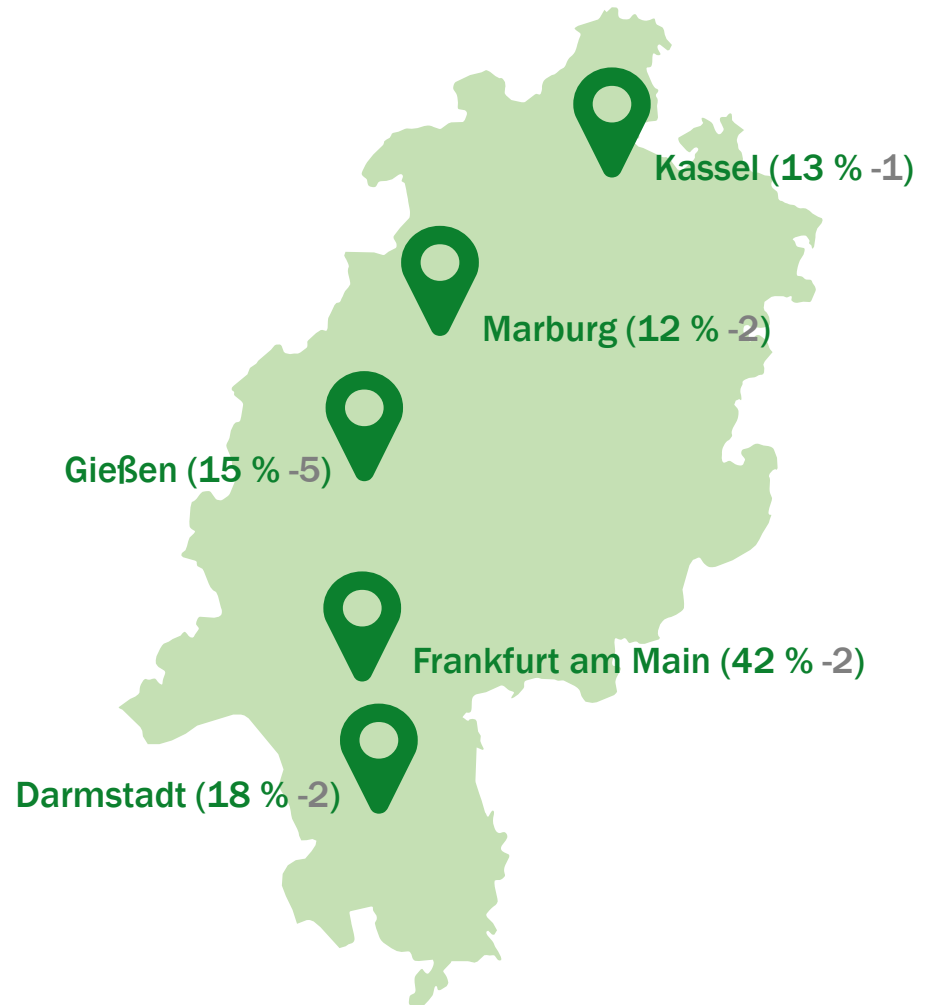 Kassel (13 % -1)
Marburg (12 % -2)
Gießen (15 % -5)
Frankfurt am Main (42 % -2)
Darmstadt (18 % -2)